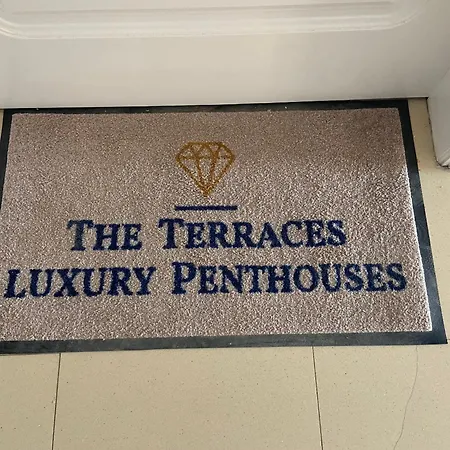 THE TERRACES
LUXURY PENTHOUSES